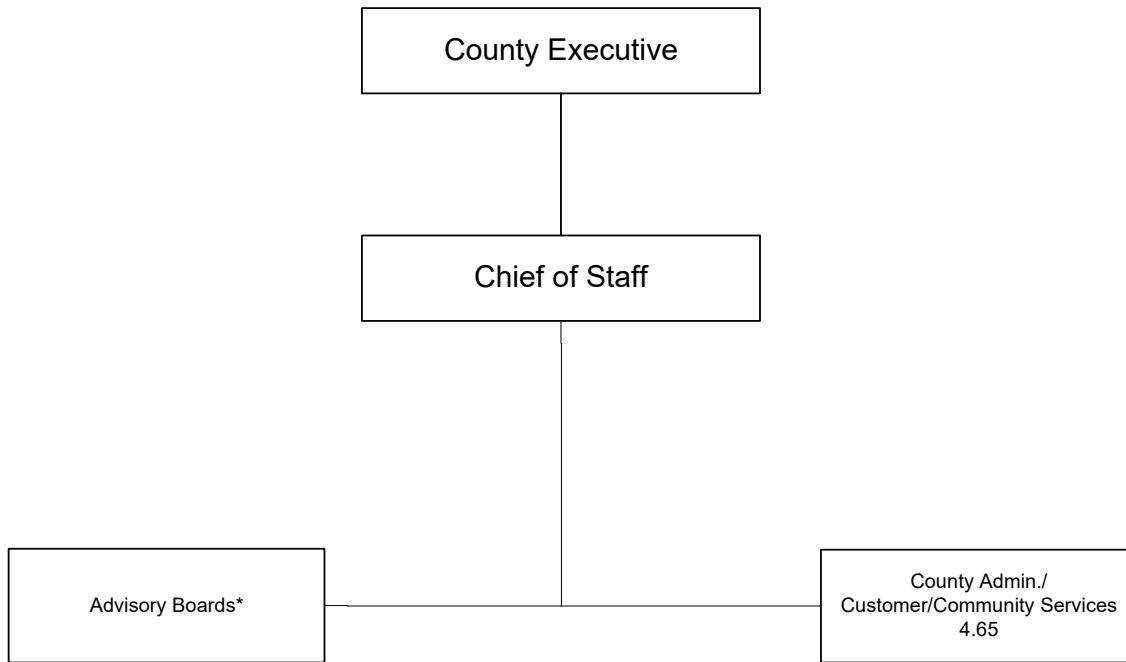 County Executive
Chief of Staff
Advisory Boards*
County Admin./
Customer/Community Services
4.65